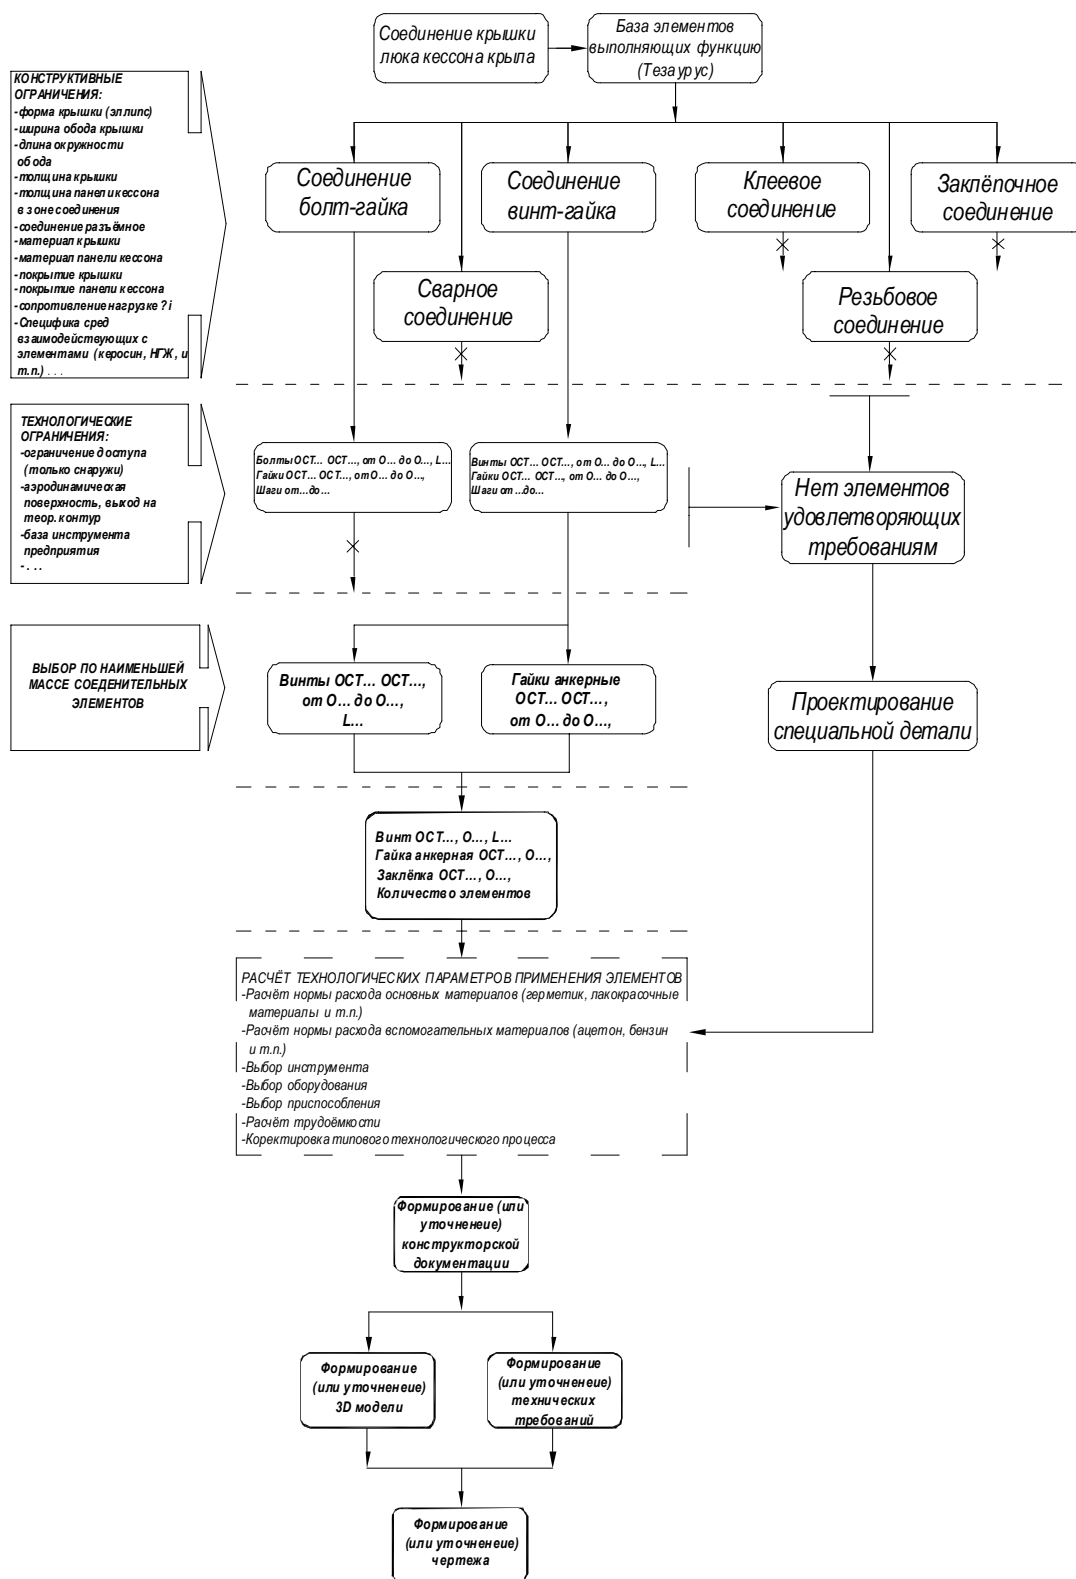 Соединение крышки
люка кессона крыла
База элементов
выполняющих функцию
(Тезаурус)
КОНСТРУКТИВНЫЕ
ОГРАНИЧЕНИЯ:
-форма крышки (эллипс)
-ширина обода крышки
-длина окружности
обода
-толщина крышки
-толщина панели кессона
в зоне соединения
-соединение разъёмное
-материал крышки
-материал панели кессона
-покрытие крышки
-покрытие панели кессона
-сопротивление нагрузке ? i
-Специфика сред
взаимодействующих с
элементами (керосин, НГЖ, и
т.п.) . . .
Соединение
болт-гайка
Соединение
винт-гайка
Клеевое
соединение
Заклёпочное
соединение
Сварное
соединение
Резьбовое
соединение
ТЕХНОЛОГИЧЕСКИЕ
ОГРАНИЧЕНИЯ:
-ограничение доступа
(только снаружи)
-аэродинамическая
поверхность, выход на
теор. контур
-база инструмента
предприятия
-. . .
Болты ОСТ... ОСТ..., от О... до О..., L...
Гайки ОСТ... ОСТ..., от О... до О...,
Шаги от...до...
Винты ОСТ... ОСТ..., от О... до О..., L...
Гайки ОСТ... ОСТ..., от О... до О...,
Шаги от ...до...
Нет элементов
удовлетворяющих
требованиям
ВЫБОР ПО НАИМЕНЬШЕЙ
МАССЕ СОЕДЕНИТЕЛЬНЫХ
ЭЛЕМЕНТОВ
Винты ОСТ... ОСТ...,
от О... до О...,
L...
Гайки анкерные
ОСТ... ОСТ...,
от О... до О...,
Проектирование
специальной детали
Винт ОСТ..., О..., L...
Гайка анкерная ОСТ..., О...,
Заклёпка ОСТ..., О...,
Количество элементов
РАСЧЁТ ТЕХНОЛОГИЧЕСКИХ ПАРАМЕТРОВ ПРИМЕНЕНИЯ ЭЛЕМЕНТОВ
-Расчёт нормы расхода основных материалов (герметик, лакокрасочные
материалы и т.п.)
-Расчёт нормы расхода вспомогательных материалов (ацетон, бензин
и т.п.)
-Выбор инструмента
-Выбор оборудования
-Выбор приспособления
-Расчёт трудоёмкости
-Коректировка типового технологического процесса
Формирование (или
уточненеие)
конструкторской
документации
Формирование
(или уточненеие)
3D модели
Формирование
(или уточненеие)
технических
требований
Формирование
(или уточненеие)
чертежа